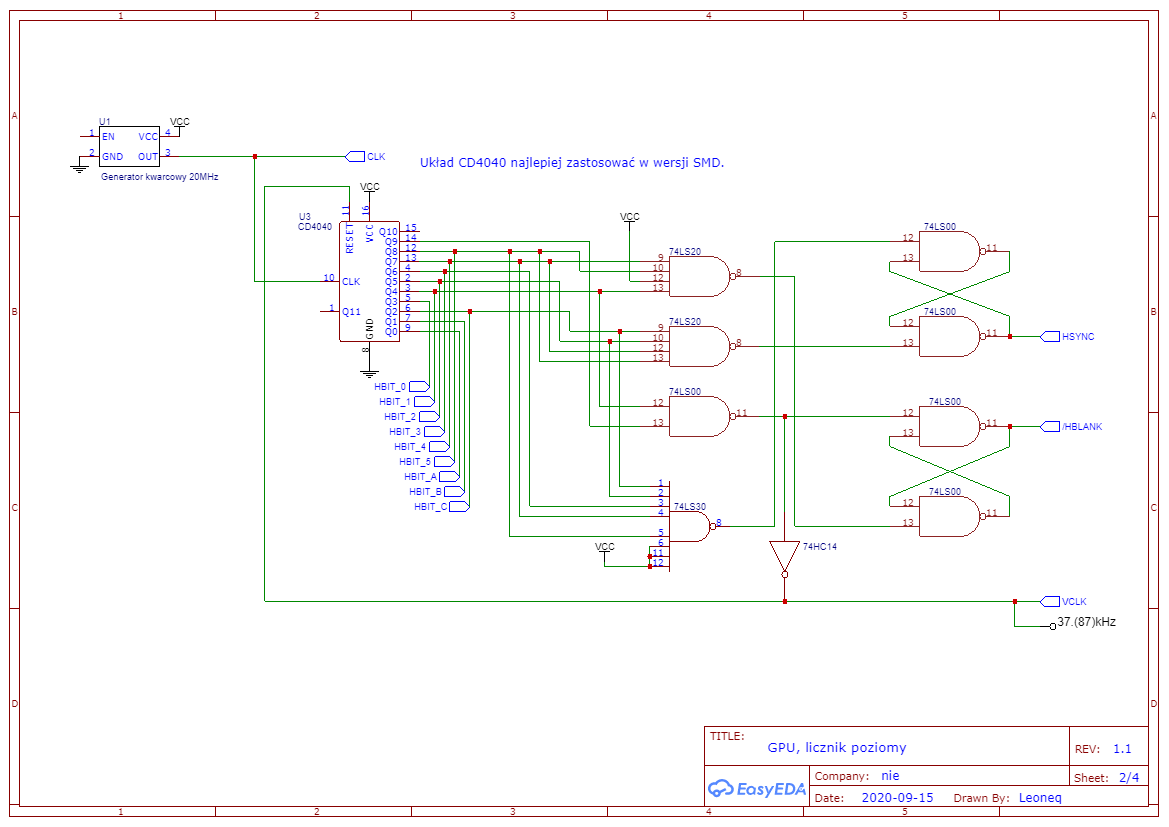 1 2 3 4 5
A A
B B
C C
D D
1 2 3 4 5
U1
VCC
1 EN VCC 4
2 GND OUT 3
Generator kwarcowy 20MHz
CLK
Układ CD4040 najlepiej zastosować w wersji SMD.
VCC
U3
CD4040
11 16
RESET VCC
Q10 15
Q9 14
Q8 12
Q7 13
Q6 4
10 CLK Q5 2
Q4 3
Q3 5
1 Q11 Q2 6
Q1 7
Q0 9
GND
8
HBIT_0
HBIT_1
HBIT_2
HBIT_3
HBIT_4
HBIT_5
HBIT_A
HBIT_B
HBIT_C
VCC
74LS20
9
10
12
13
8
74LS20
9
10
12
13
8
74LS00
12
13
11
1
2
3
4
74LS30
8
5
6
11
12
VCC
74HC14
74LS00
12
13
11
74LS00
12
13
11
HSYNC
74LS00
12
13
11
/HBLANK
74LS00
12
13
11
VCLK
37.(87)kHz
TITLE:
GPU, licznik poziomy
REV: 1.1
EasyEDA
Company: nie
Sheet: 2/4
Date: 2020-09-15 Drawn By: Leoneq